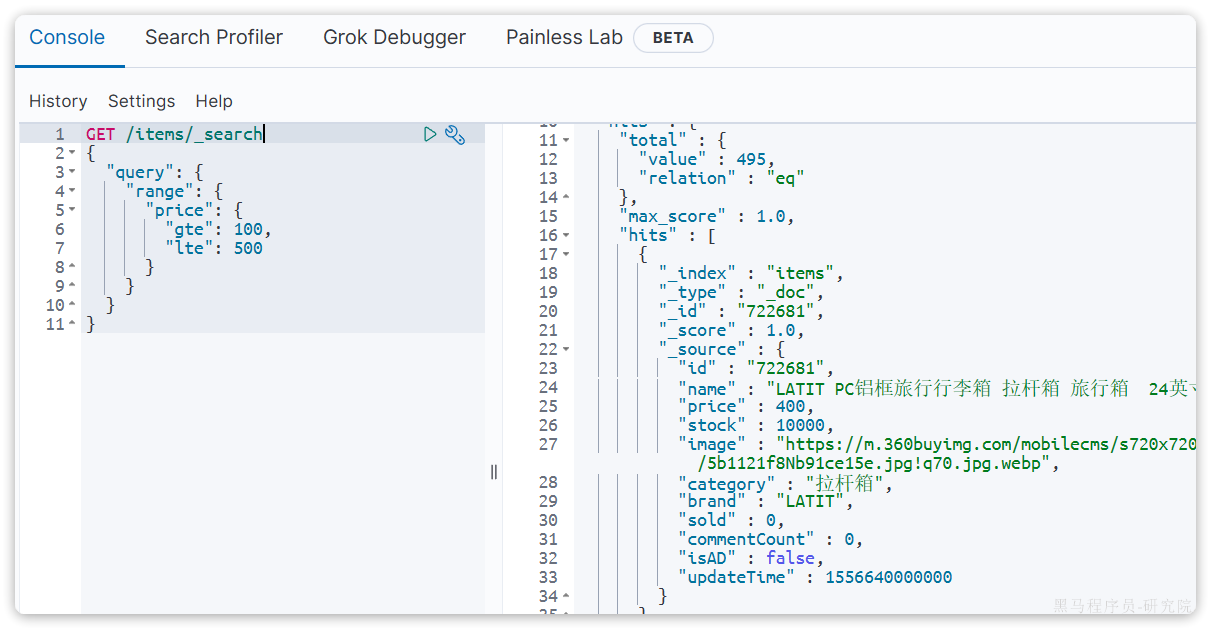 Console Search Profiler Grok Debugger Painless Lab BETA
History Settings Help
1 GET /items/_search
2 {
3 "query": {
4 "range": {
5 "price": {
6 "gte": 100,
7 "lte": 500
8 }
9 }
10 }
11 }
10 "hits" : {
11 "total" : {
12 "value" : 495,
13 "relation" : "eq"
14 },
15 "max_score" : 1.0,
16 "hits" : [
17 {
18 "_index" : "items",
19 "_type" : "_doc",
20 "_id" : "722681",
21 "_score" : 1.0,
22 "_source" : {
23 "id" : "722681",
24 "name" : "LATIT PC铝框旅行行李箱 拉杆箱 旅行箱  24英寸
25 "price" : 400,
26 "stock" : 10000,
27 "image" : "https://m.360buyimg.com/mobilecms/s720x720
/5b1121f8Nb91ce15e.jpg!q70.jpg.webp",
28 "category" : "拉杆箱",
29 "brand" : "LATIT",
30 "sold" : 0,
31 "commentCount" : 0,
32 "isAD" : false,
33 "updateTime" : 1556640000000
34 }
35 }
黑马程序员-研究院